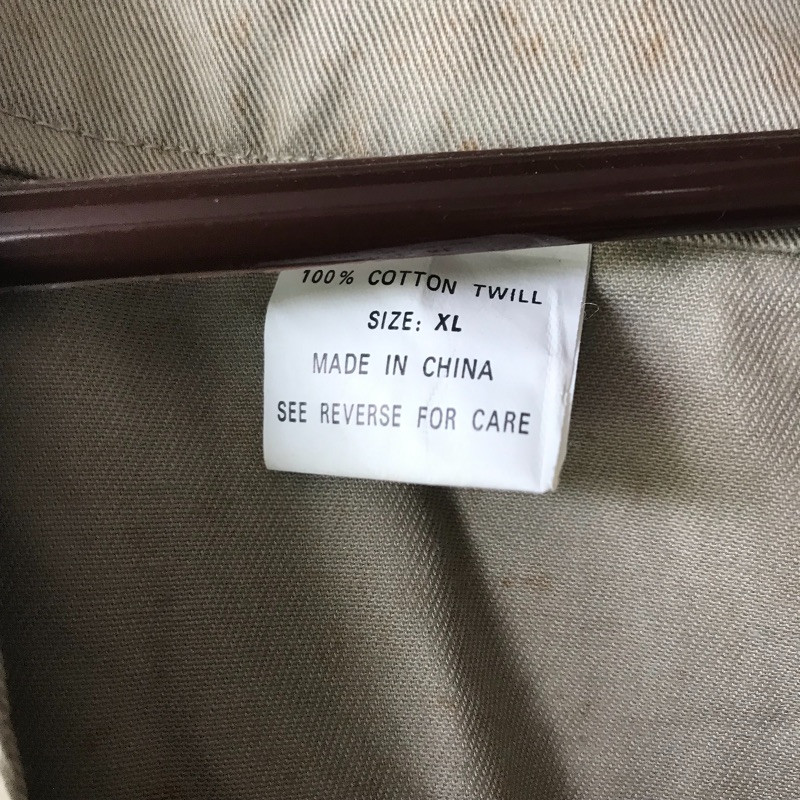 100% COTTON TWILL
SIZE: XL
MADE IN CHINA
SEE REVERSE FOR CARE